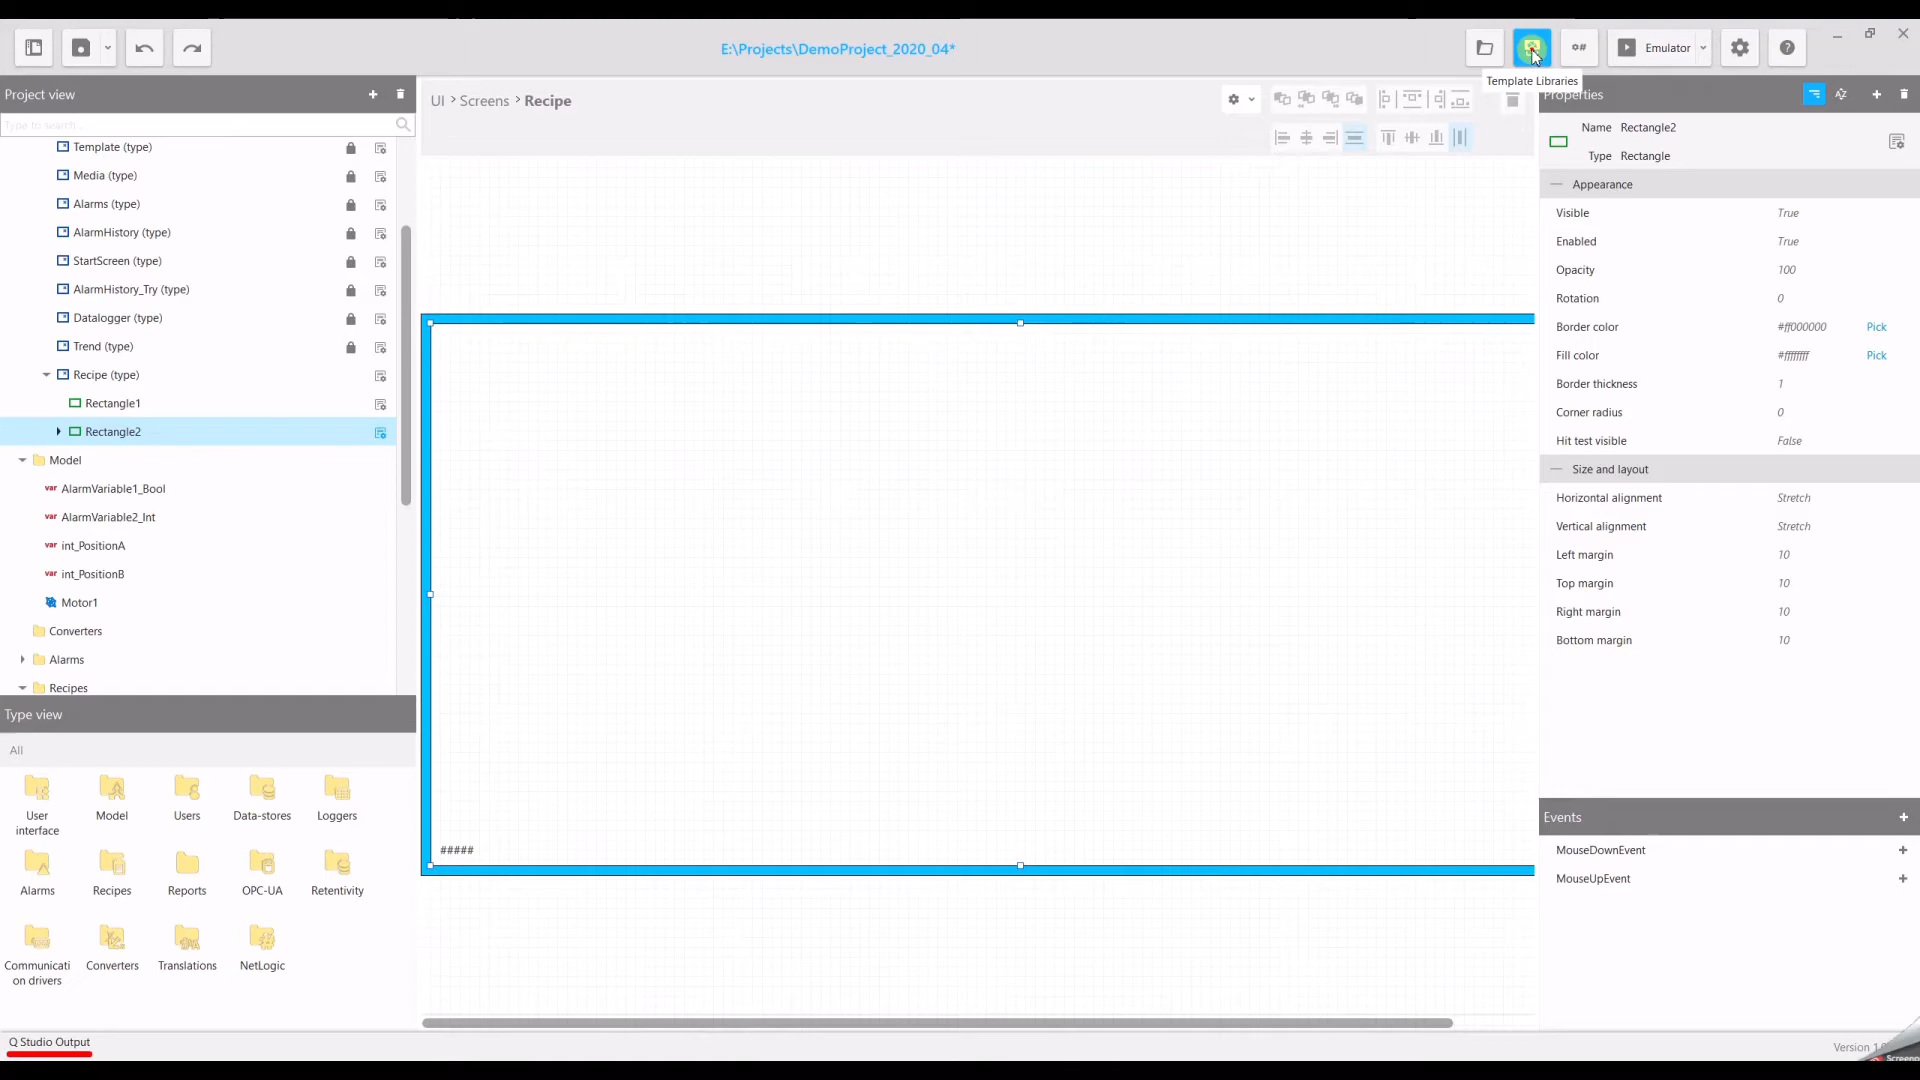 E:\Projects\DemoProject_2020_04*
Emulator
Template Libraries
Project view
Type to search...
Template (type)
Media (type)
Alarms (type)
AlarmHistory (type)
StartScreen (type)
AlarmHistory_Try (type)
Datalogger (type)
Trend (type)
Recipe (type)
Rectangle1
Rectangle2
Model
AlarmVariable1_Bool
AlarmVariable2_Int
int_PositionA
int_PositionB
Motor1
Converters
Alarms
Recipes
Type view
All
User interface
Model
Users
Data-stores
Loggers
Alarms
Recipes
Reports
OPC-UA
Retentivity
Communicati
on drivers
Converters
Translations
NetLogic
Q Studio Output
UI > Screens > Recipe
#####
Properties
Name Rectangle2
Type Rectangle
Appearance
Visible True
Enabled True
Opacity 100
Rotation 0
Border color #ff000000 Pick
Fill color #ffffffff Pick
Border thickness 1
Corner radius 0
Hit test visible False
Size and layout
Horizontal alignment Stretch
Vertical alignment Stretch
Left margin 10
Top margin 10
Right margin 10
Bottom margin 10
Events
MouseDownEvent
MouseUpEvent
Version